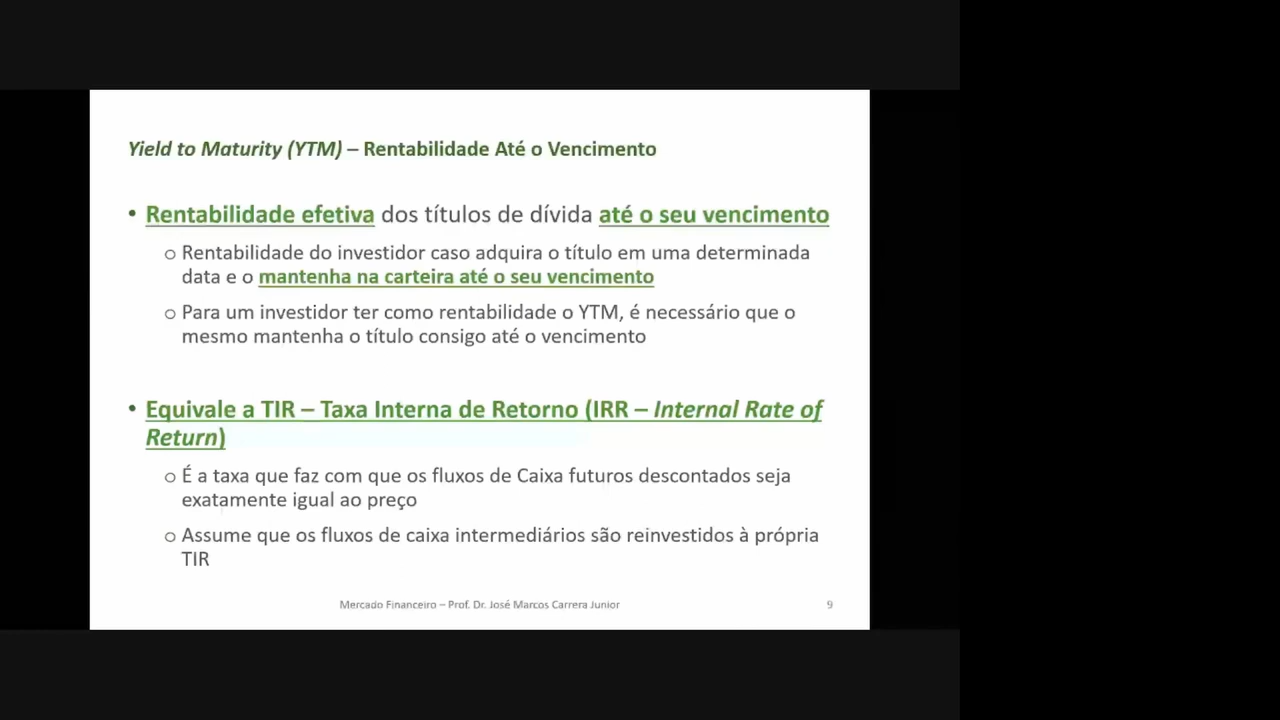 Yield to Maturity (YTM) – Rentabilidade Até o Vencimento
• Rentabilidade efetiva dos títulos de dívida até o seu vencimento
o Rentabilidade do investidor caso adquira o título em uma determinada
data e o mantenha na carteira até o seu vencimento
o Para um investidor ter como rentabilidade o YTM, é necessário que o
mesmo mantenha o título consigo até o vencimento
• Equivale a TIR – Taxa Interna de Retorno (IRR – Internal Rate of
Return)
o É a taxa que faz com que os fluxos de Caixa futuros descontados seja
exatamente igual ao preço
o Assume que os fluxos de caixa intermediários são reinvestidos à própria
TIR
Mercado Financeiro – Prof. Dr. José Marcos Carrera Junior 9